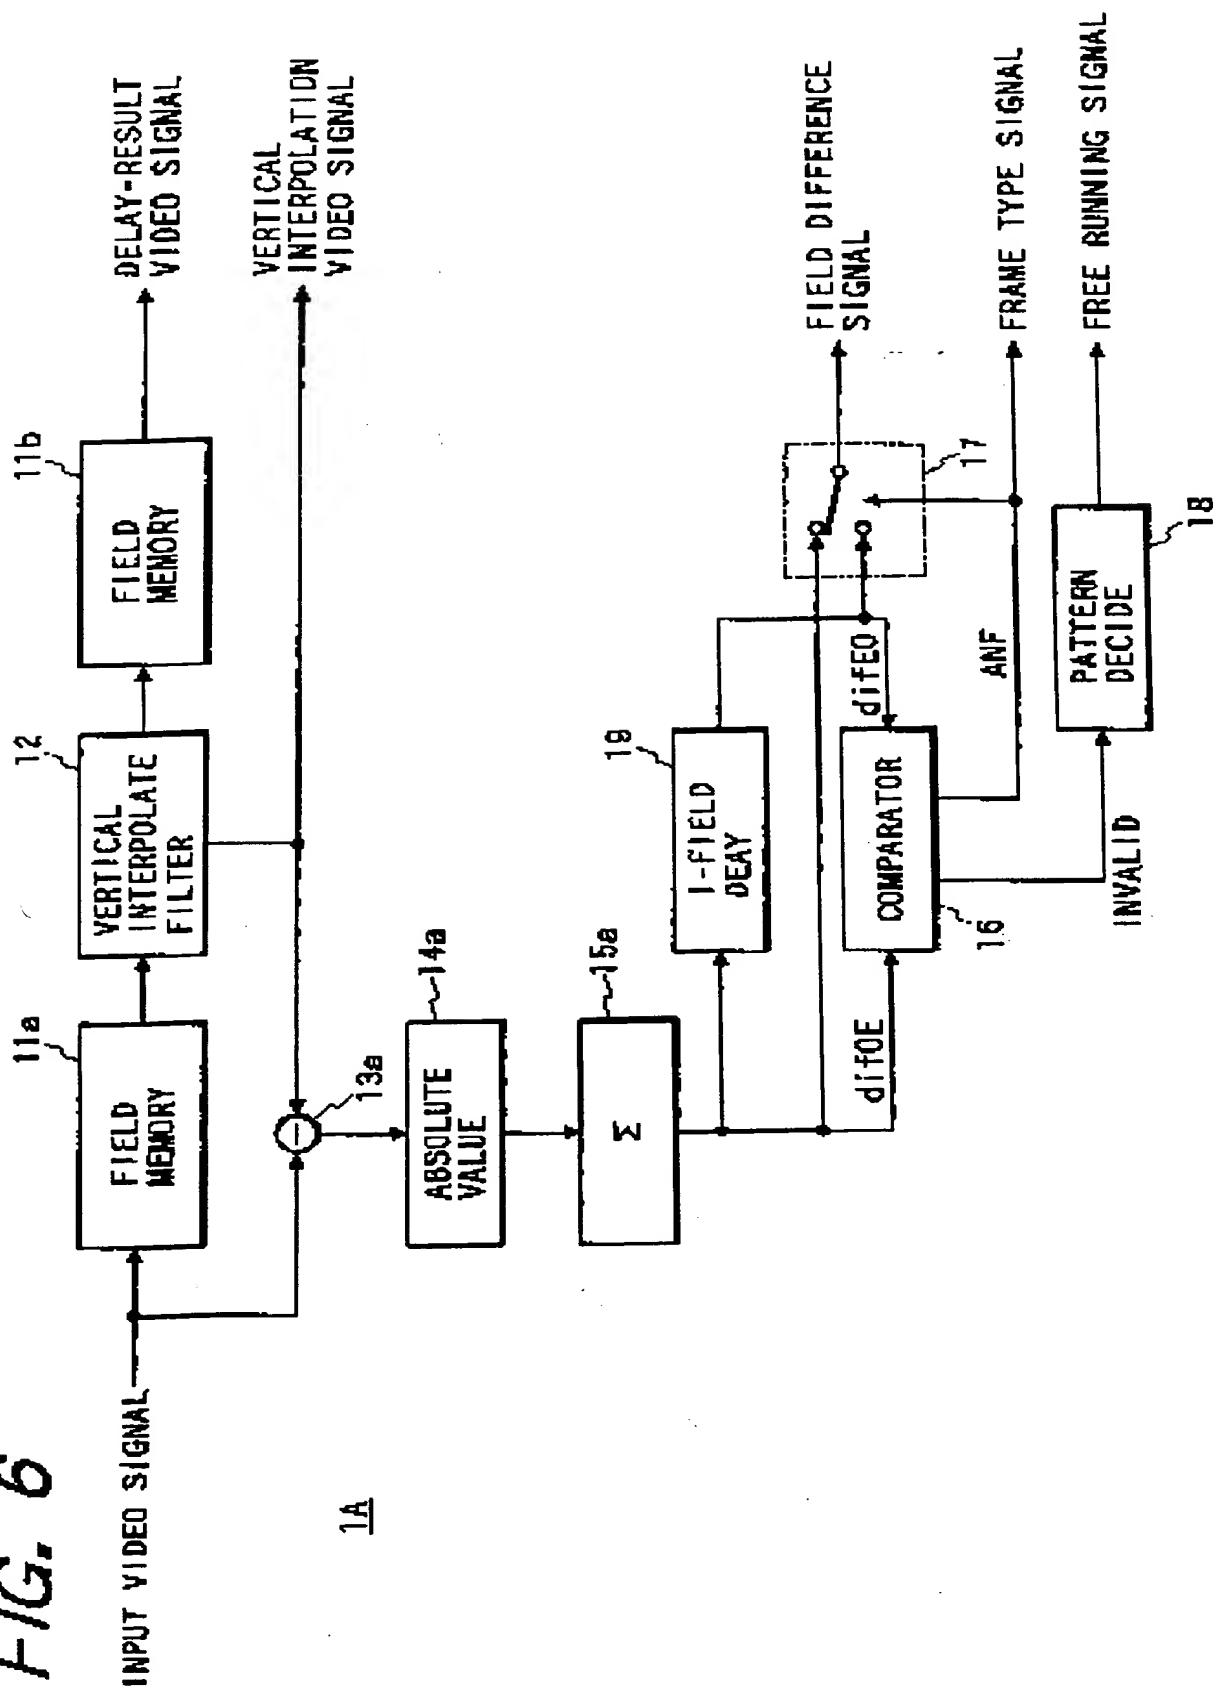 FIG. 6
INPUT VIDEO SIGNAL
1A
11a
FIELD
MEMORY
12
VERTICAL
INTERPOLATE
FILTER
11b
FIELD
MEMORY
DELAY-RESULT
VIDEO SIGNAL
VERTICAL
INTERPOLATION
VIDEO SIGNAL
13a
14a
ABSOLUTE
VALUE
15a
Σ
19
1-FIELD
DEAY
difOE
difEO
COMPARATOR
16
17
FIELD DIFFERENCE
SIGNAL
ANF
FRAME TYPE SIGNAL
INVALID
PATTERN
DECIDE
18
FREE RUNNING SIGNAL